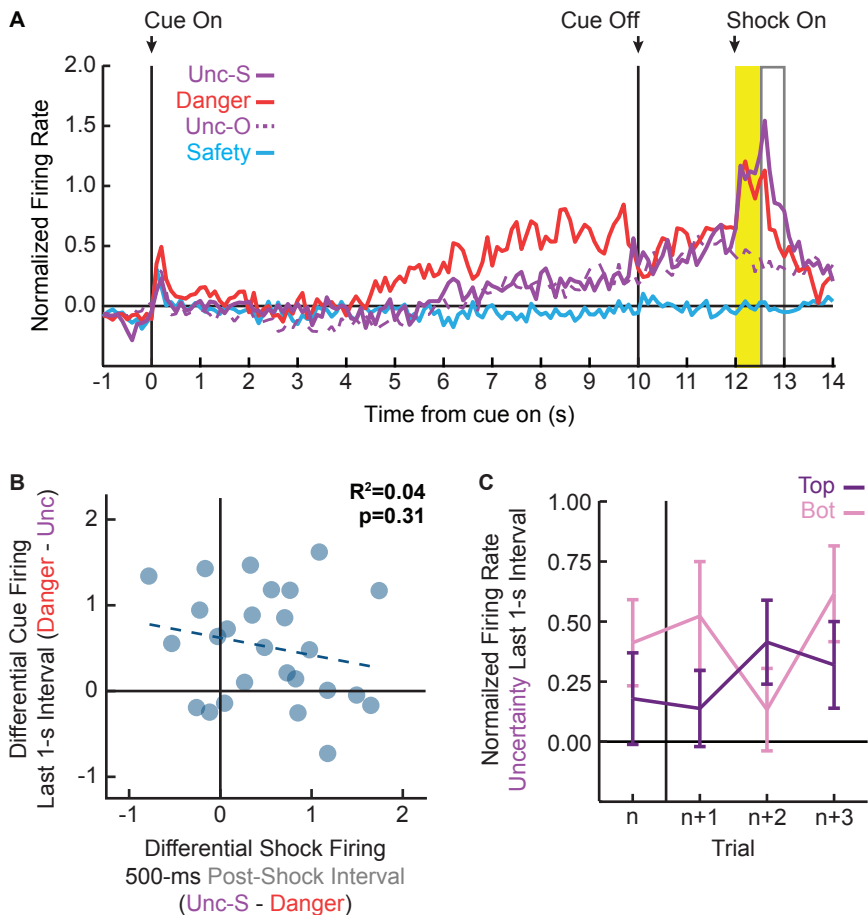 A
Cue On
Cue Off
Shock On
Normalized Firing Rate
2.0
1.5
1.0
0.5
0.0
Unc-S
Danger
Unc-O
Safety
-1 0 1 2 3 4 5 6 7 8 9 10 11 12 13 14
Time from cue on (s)
B
Differential Cue Firing
Last 1-s Interval (Danger - Unc)
R²=0.04
p=0.31
2
1
0
-1
-1 0 1 2
Differential Shock Firing
500-ms Post-Shock Interval
(Unc-S - Danger)
C
Normalized Firing Rate
Uncertainty Last 1-s Interval
Top
Bot
1.00
0.75
0.50
0.25
0.00
n n+1 n+2 n+3
Trial